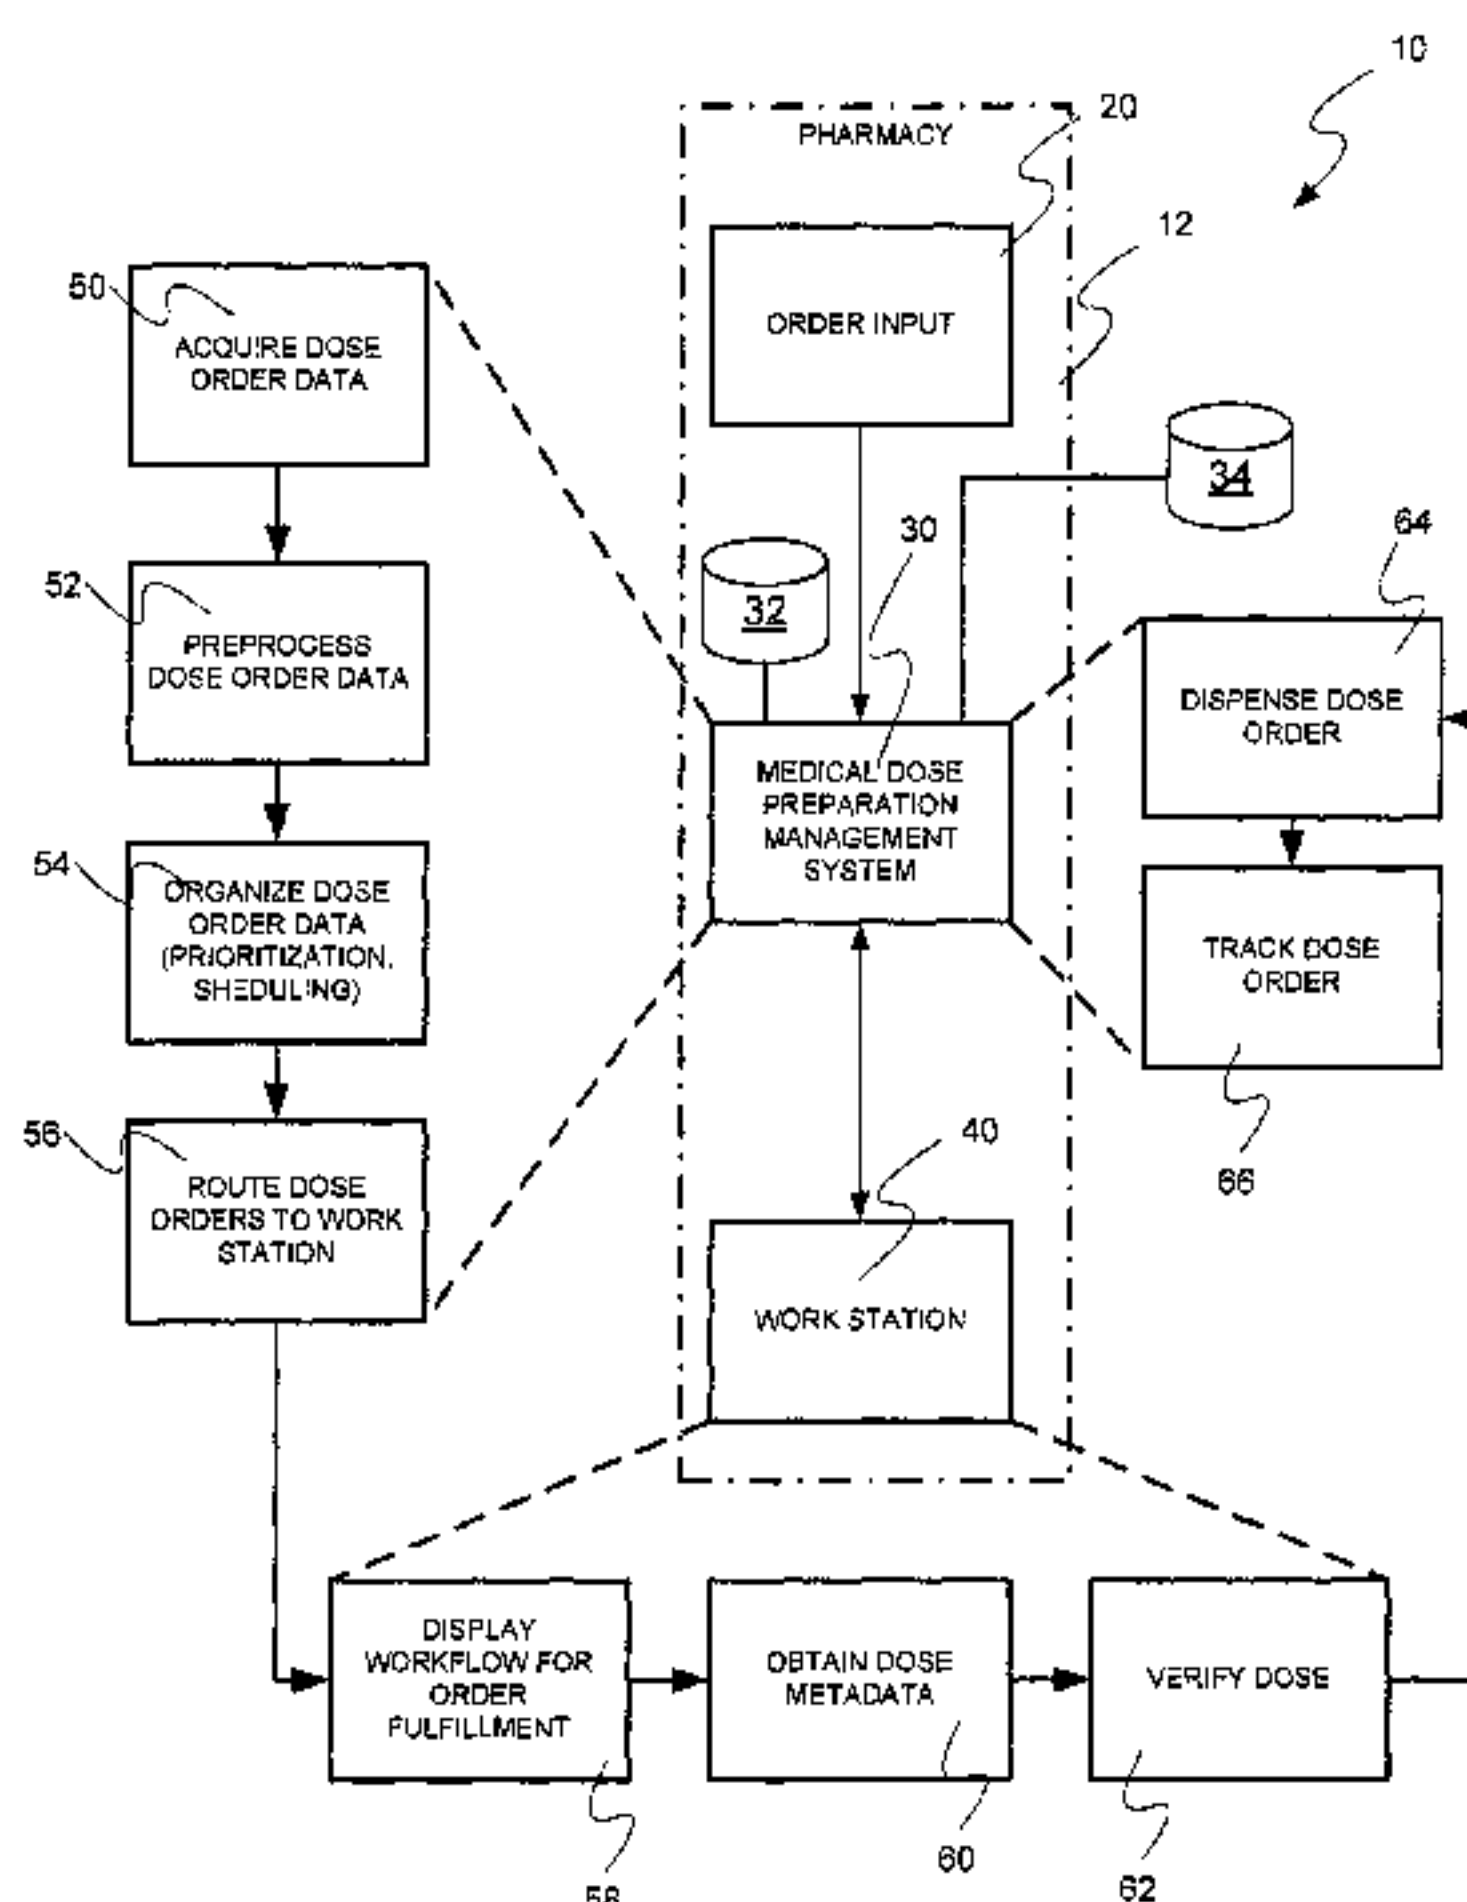 10
20
PHARMACY
12
50
ORDER INPUT
ACQUIRE DOSE
ORDER DATA
34
64
30
52
32
PREPROCESS
DOSE ORDER DATA
DISPENSE DOSE
ORDER
MEDICAL DOSE
PREPARATION
MANAGEMENT
SYSTEM
54
ORGANIZE DOSE
ORDER DATA
(PRIORITIZATION,
SHEDULING)
TRACK DOSE
ORDER
56
40
66
ROUTE DOSE
ORDERS TO WORK
STATION
WORK STATION
DISPLAY
WORKFLOW FOR
ORDER
FULFILLMENT
OBTAIN DOSE
METADATA
VERIFY DOSE
60
62
58